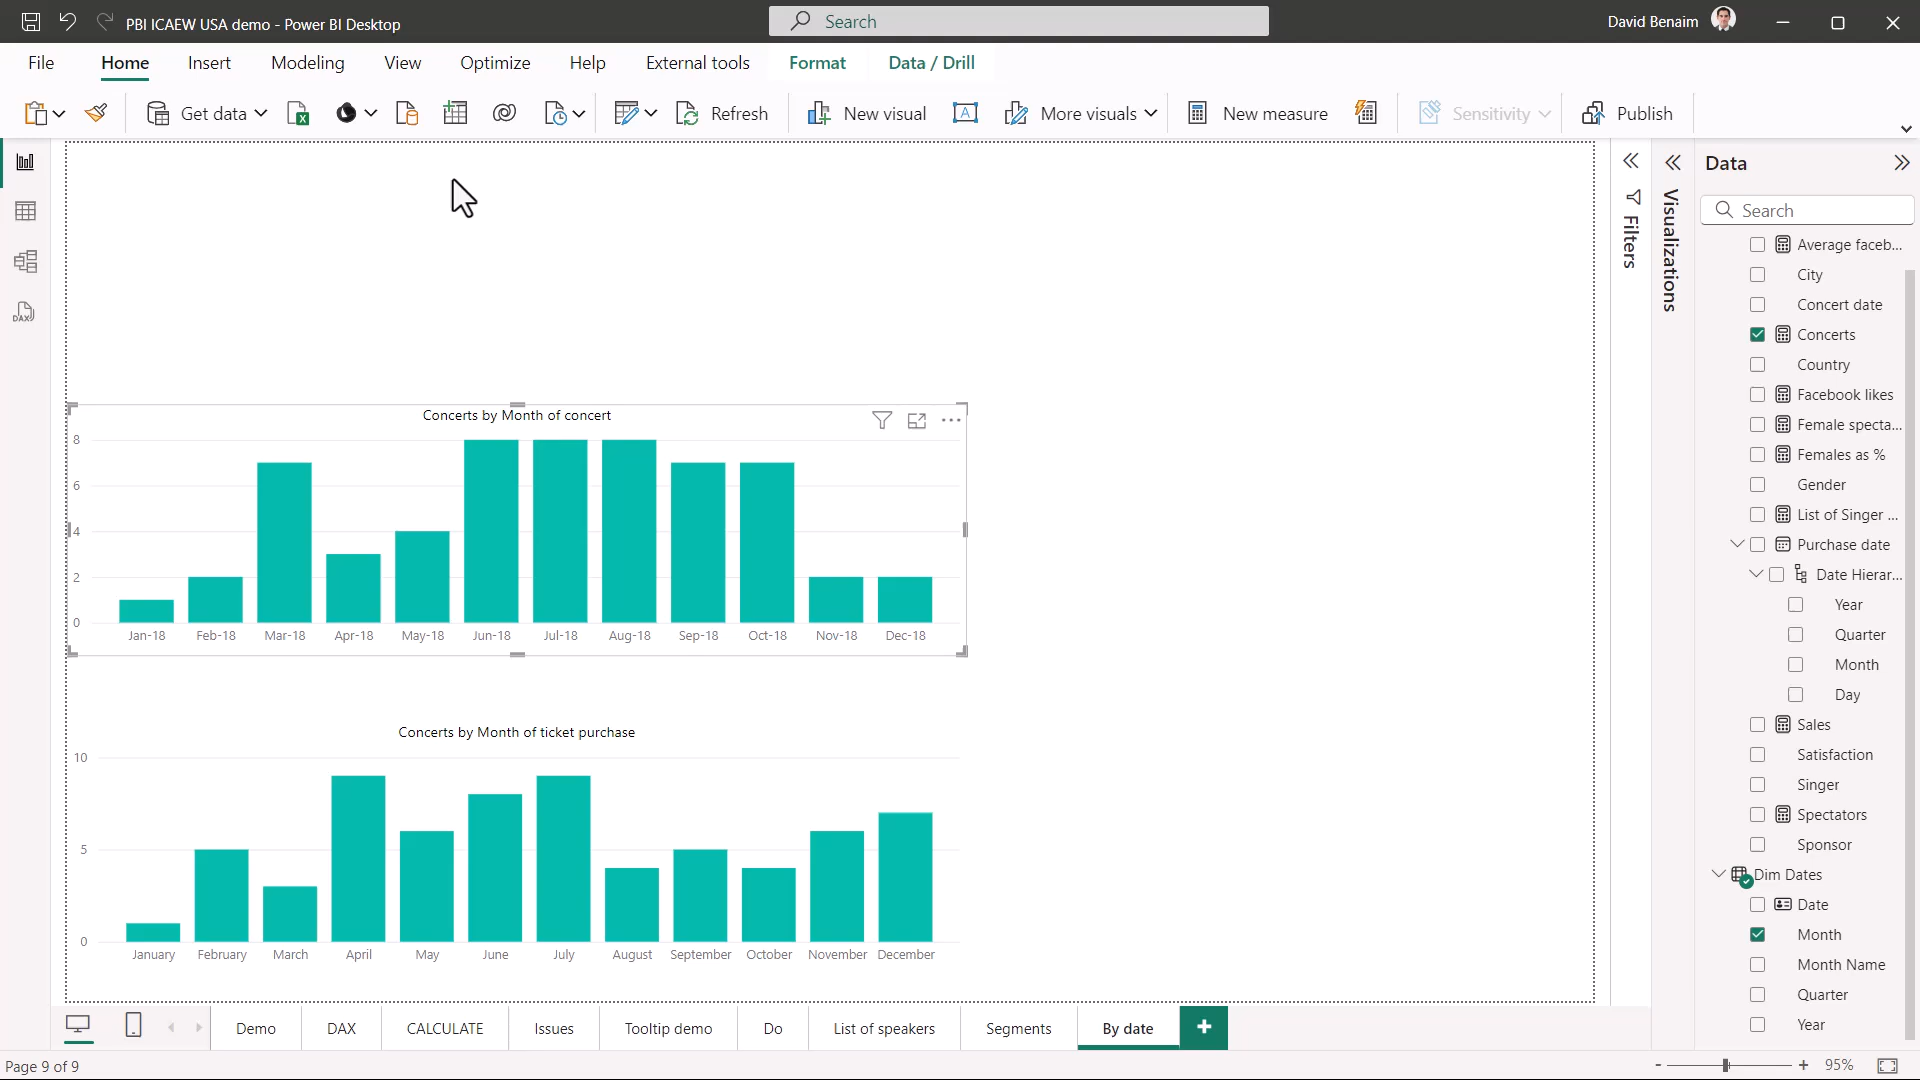 PBI ICAEW USA demo - Power BI Desktop
Search
David Benaim
File Home Insert Modeling View Optimize Help External tools Format Data / Drill
Get data Refresh New visual More visuals New measure Sensitivity Publish
Concerts by Month of concert
8
6
4
2
0
Jan-18 Feb-18 Mar-18 Apr-18 May-18 Jun-18 Jul-18 Aug-18 Sep-18 Oct-18 Nov-18 Dec-18
Concerts by Month of ticket purchase
10
5
0
January February March April May June July August September October November December
Filters
Visualizations
Data
Search
Average faceb...
City
Concert date
Concerts
Country
Facebook likes
Female specta...
Females as %
Gender
List of Singer ...
Purchase date
Date Hierar...
Year
Quarter
Month
Day
Sales
Satisfaction
Singer
Spectators
Sponsor
Dim Dates
Date
Month
Month Name
Quarter
Year
Demo DAX CALCULATE Issues Tooltip demo Do List of speakers Segments By date
Page 9 of 9
- + 95%
DAX